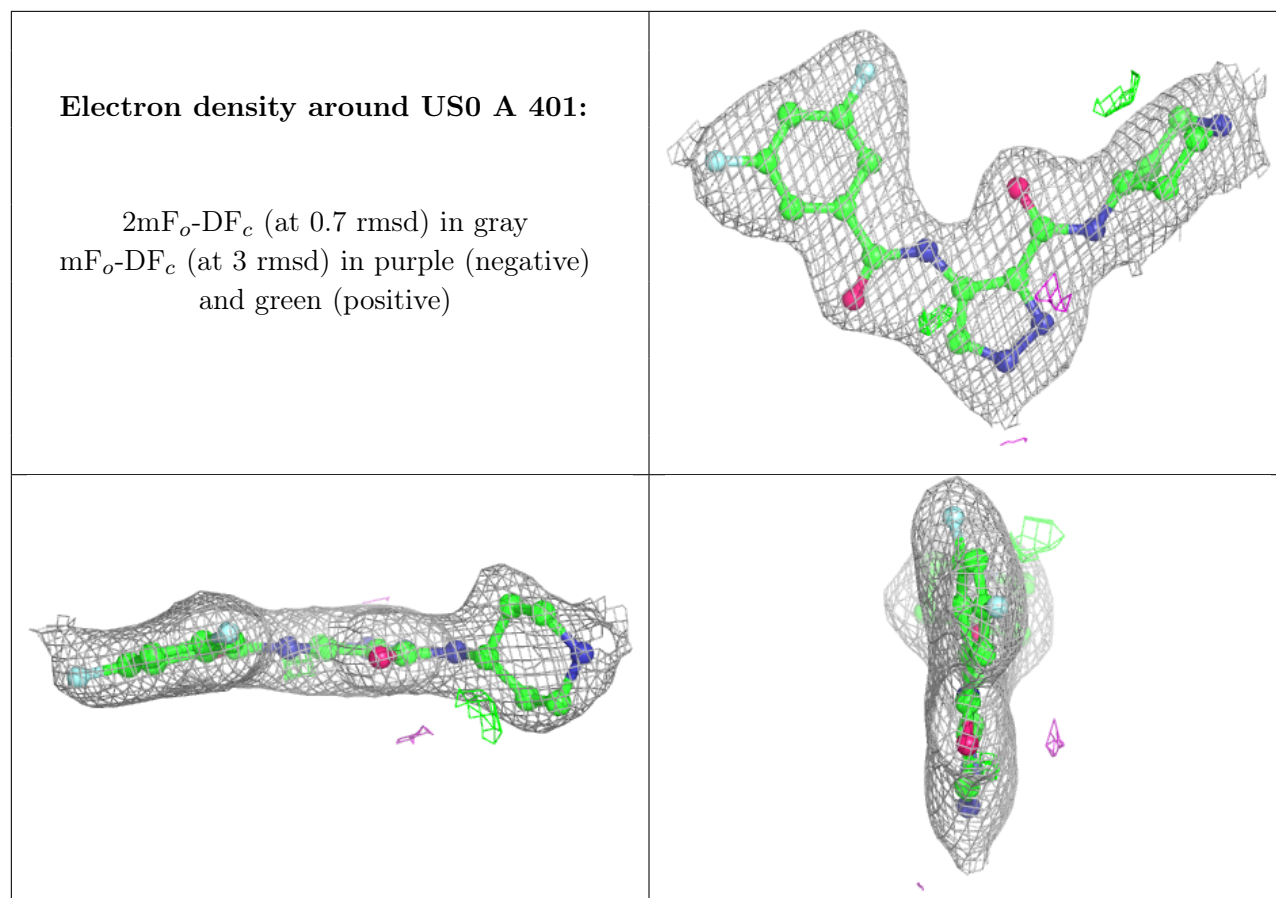 Electron density around US0 A 401:
2mFo-DFc (at 0.7 rmsd) in gray
mFo-DFc (at 3 rmsd) in purple (negative)
and green (positive)